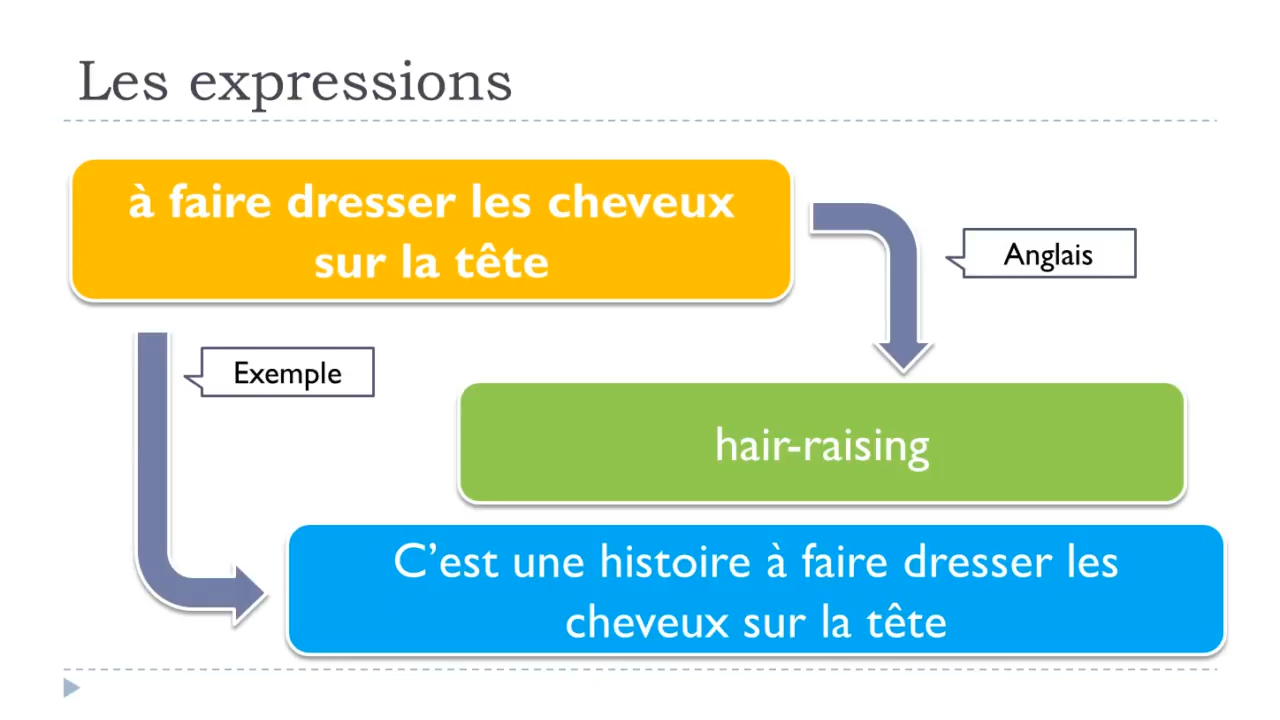 Les expressions
à faire dresser les cheveux
sur la tête
Anglais
Exemple
hair-raising
C’est une histoire à faire dresser les
cheveux sur la tête